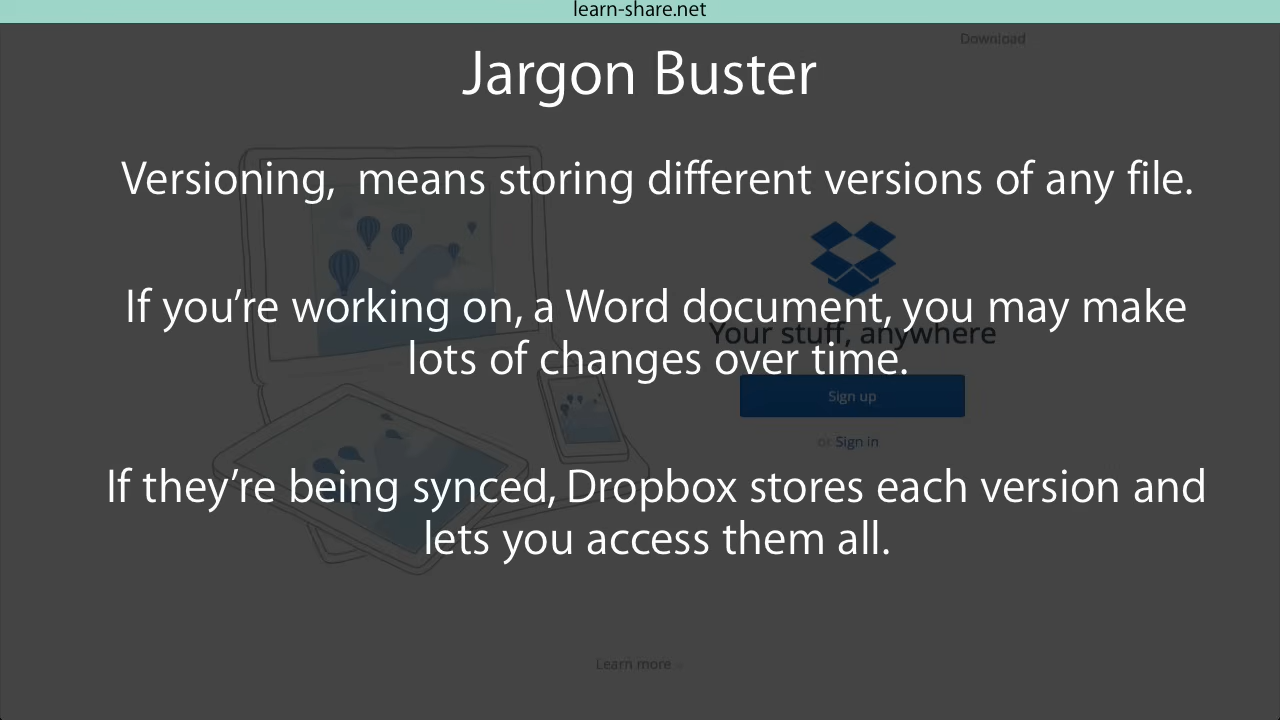 learn-share.net
Download
Jargon Buster
Versioning,  means storing different versions of any file.
If you’re working on, a Word document, you may make
Your stuff, anywhere
lots of changes over time.
Sign up
or Sign in
If they’re being synced, Dropbox stores each version and
lets you access them all.
Learn more